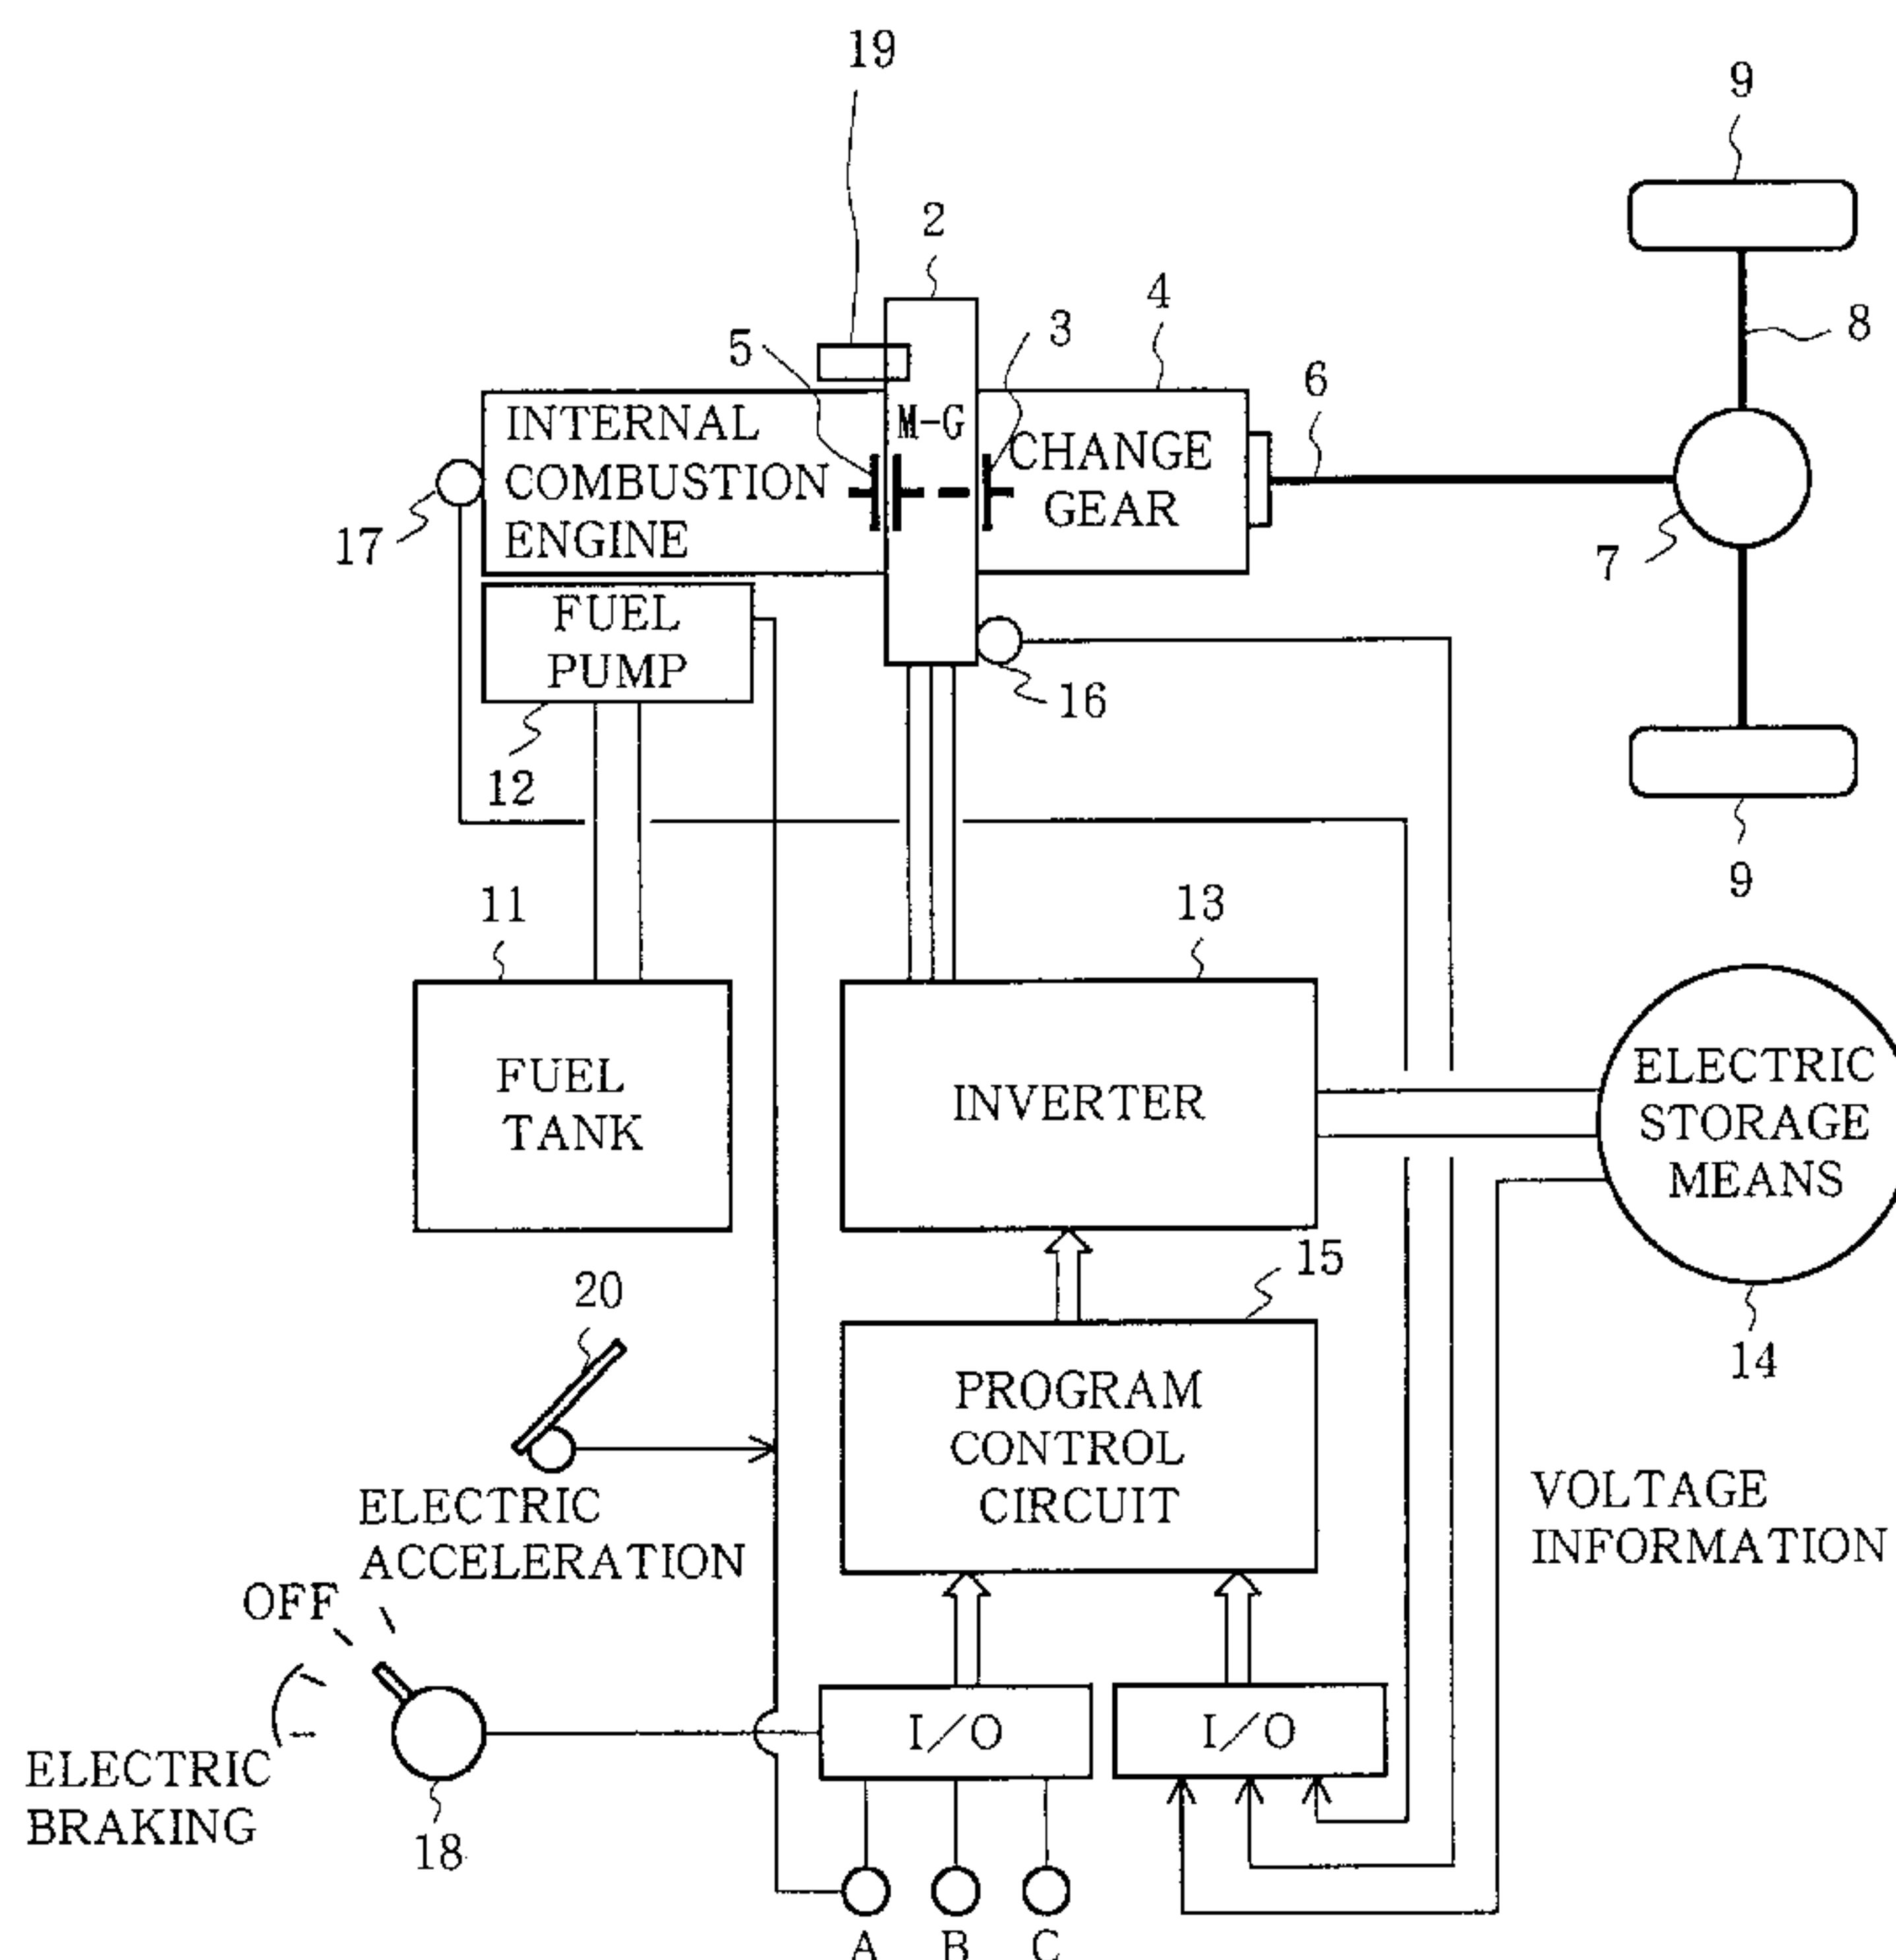 19
9
2
4
8
5
3
6
INTERNAL
COMBUSTION
ENGINE
M-G
CHANGE
GEAR
17
7
FUEL
PUMP
16
12
9
11
13
FUEL
TANK
INVERTER
ELECTRIC
STORAGE
MEANS
15
20
14
PROGRAM
CONTROL
CIRCUIT
ELECTRIC
ACCELERATION
VOLTAGE
INFORMATION
OFF
I/O
I/O
ELECTRIC
BRAKING
18
A B C